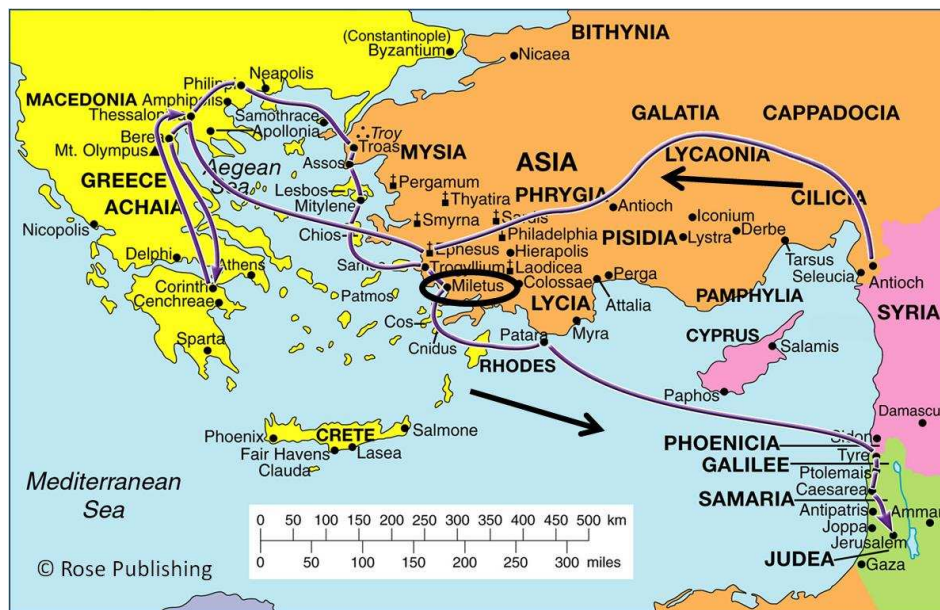 (Constantinople)
Byzantium
BITHYNIA
Nicaea
Neapolis
Philippi
MACEDONIA
Amphipolis
Thessalonica
Samothrace
Apollonia
Berea
Mt. Olympus
Aegean
Sea
GREECE
ACHAIA
Nicopolis
Delphi
Athens
Corinth
Cenchreae
Sparta
Troy
Troas
Assos
MYSIA
Lesbos
Mitylene
Chios
Pergamum
Thyatira
Smyrna
Sardis
Philadelphia
Ephesus
Hierapolis
Trogyllium
Laodicea
Samos
Miletus
Colossae
Patmos
Cos
Cnidus
ASIA
PHRYGIA
GALATIA
CAPPADOCIA
LYCAONIA
Antioch
CILICIA
Iconium
Lystra
Derbe
PISIDIA
Tarsus
Seleucia
Antioch
Perga
Attalia
PAMPHYLIA
LYCIA
Myra
Patara
RHODES
SYRIA
CYPRUS
Salamis
Paphos
Damascu
PHOENICIA
Sidon
Tyre
GALILEE
Ptolemais
Caesarea
SAMARIA
Antipatris
Amman
Joppa
Jerusalem
JUDEA
Gaza
Phoenix
CRETE
Salmone
Fair Havens
Lasea
Clauda
Mediterranean
Sea
0 50 100 150 200 250 300 350 400 450 500 km
0 50 100 150 200 250 300 miles
© Rose Publishing